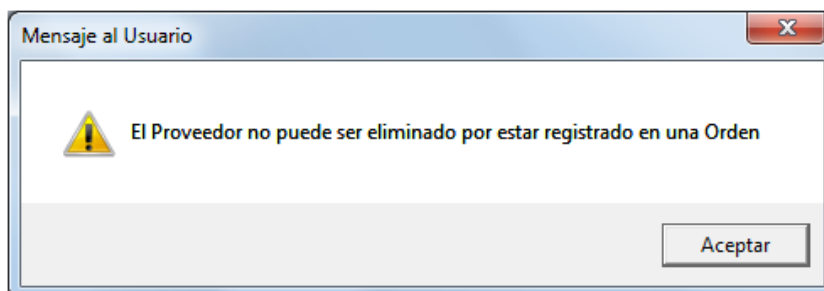 Mensaje al Usuario
El Proveedor no puede ser eliminado por estar registrado en una Orden
Aceptar